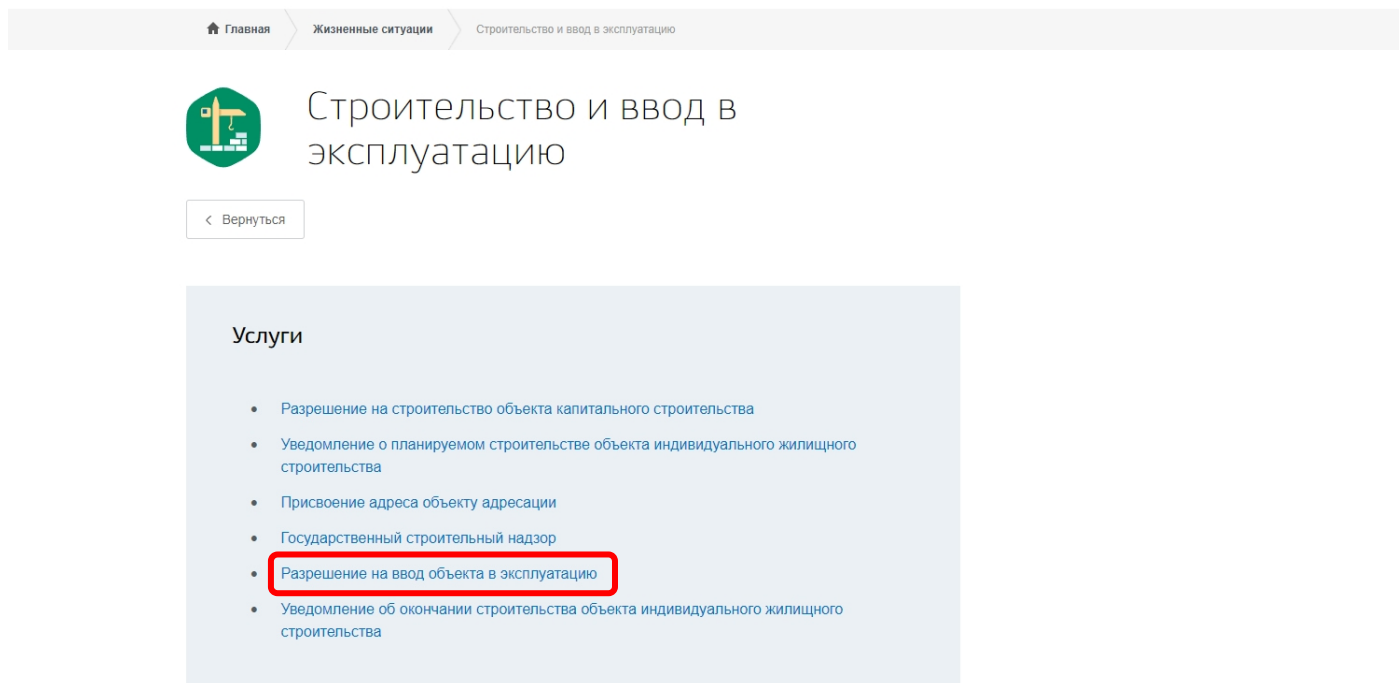 Главная
Жизненные ситуации
Строительство и ввод в эксплуатацию
Строительство и ввод в
эксплуатацию
Вернуться
Услуги
Разрешение на строительство объекта капитального строительства
Уведомление о планируемом строительстве объекта индивидуального жилищного
строительства
Присвоение адреса объекту адресации
Государственный строительный надзор
Разрешение на ввод объекта в эксплуатацию
Уведомление об окончании строительства объекта индивидуального жилищного
строительства